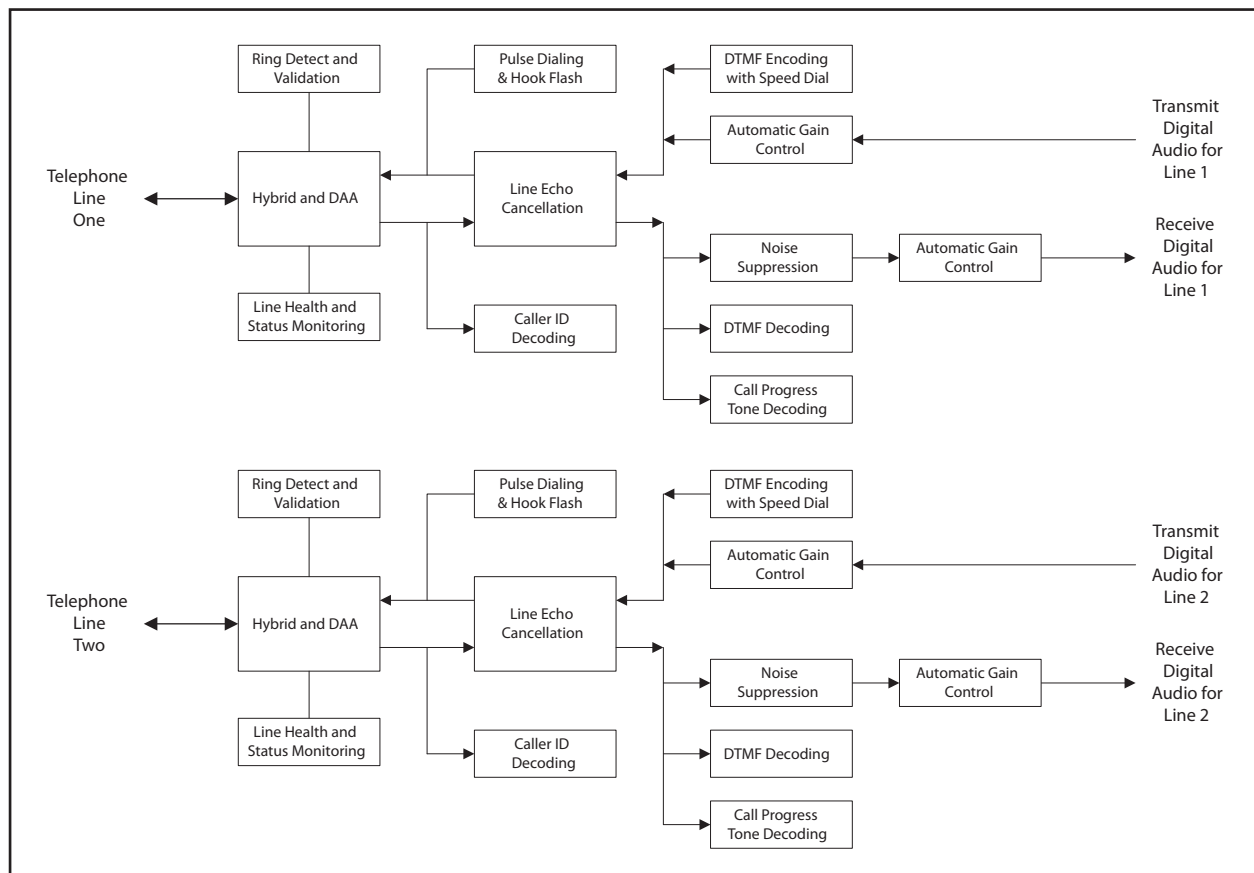 Ring Detect and
Validation
Pulse Dialing
& Hook Flash
DTMF Encoding
with Speed Dial
Automatic Gain
Control
Transmit
Digital
Audio for
Line 1
Telephone
Line
One
Hybrid and DAA
Line Echo
Cancellation
Noise
Suppression
Automatic Gain
Control
Receive
Digital
Audio for
Line 1
Line Health and
Status Monitoring
Caller ID
Decoding
DTMF Decoding
Call Progress
Tone Decoding
Ring Detect and
Validation
Pulse Dialing
& Hook Flash
DTMF Encoding
with Speed Dial
Automatic Gain
Control
Transmit
Digital
Audio for
Line 2
Telephone
Line
Two
Hybrid and DAA
Line Echo
Cancellation
Noise
Suppression
Automatic Gain
Control
Receive
Digital
Audio for
Line 2
Line Health and
Status Monitoring
Caller ID
Decoding
DTMF Decoding
Call Progress
Tone Decoding